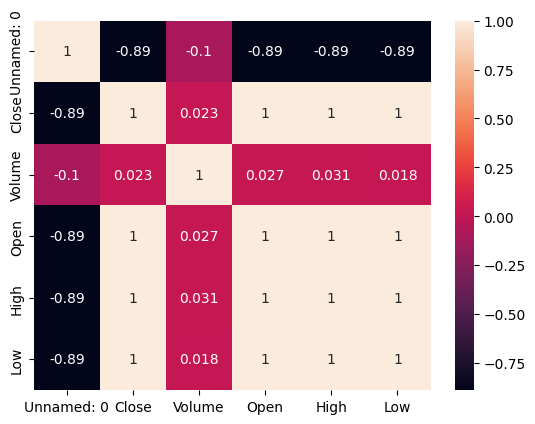 Unnamed: 0
1 -0.89 -0.1 -0.89 -0.89 -0.89
Close
-0.89 1 0.023 1 1 1
Volume
-0.1 0.023 1 0.027 0.031 0.018
Open
-0.89 1 0.027 1 1 1
High
-0.89 1 0.031 1 1 1
Low
-0.89 1 0.018 1 1 1
Unnamed: 0 Close Volume Open High Low
1.00
0.75
0.50
0.25
0.00
−0.25
−0.50
−0.75